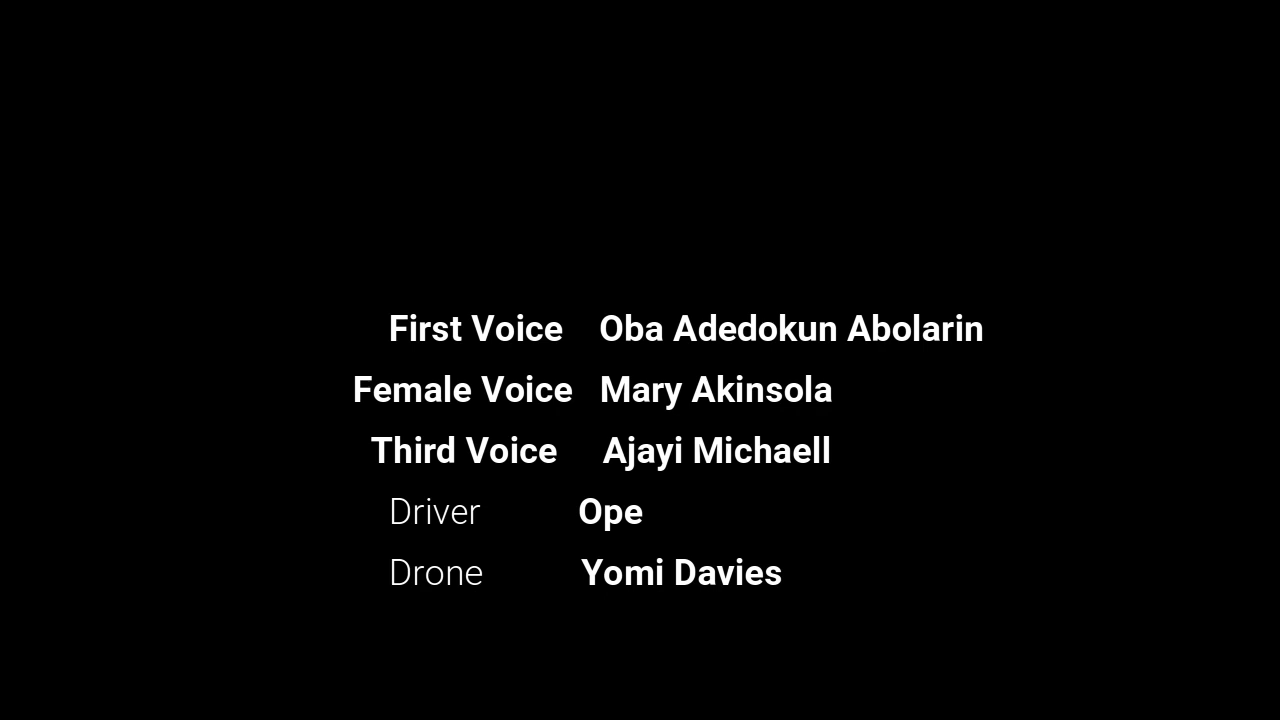 First Voice Oba Adedokun Abolarin
Female Voice Mary Akinsola
Third Voice Ajayi Michaell
Driver Ope
Drone Yomi Davies